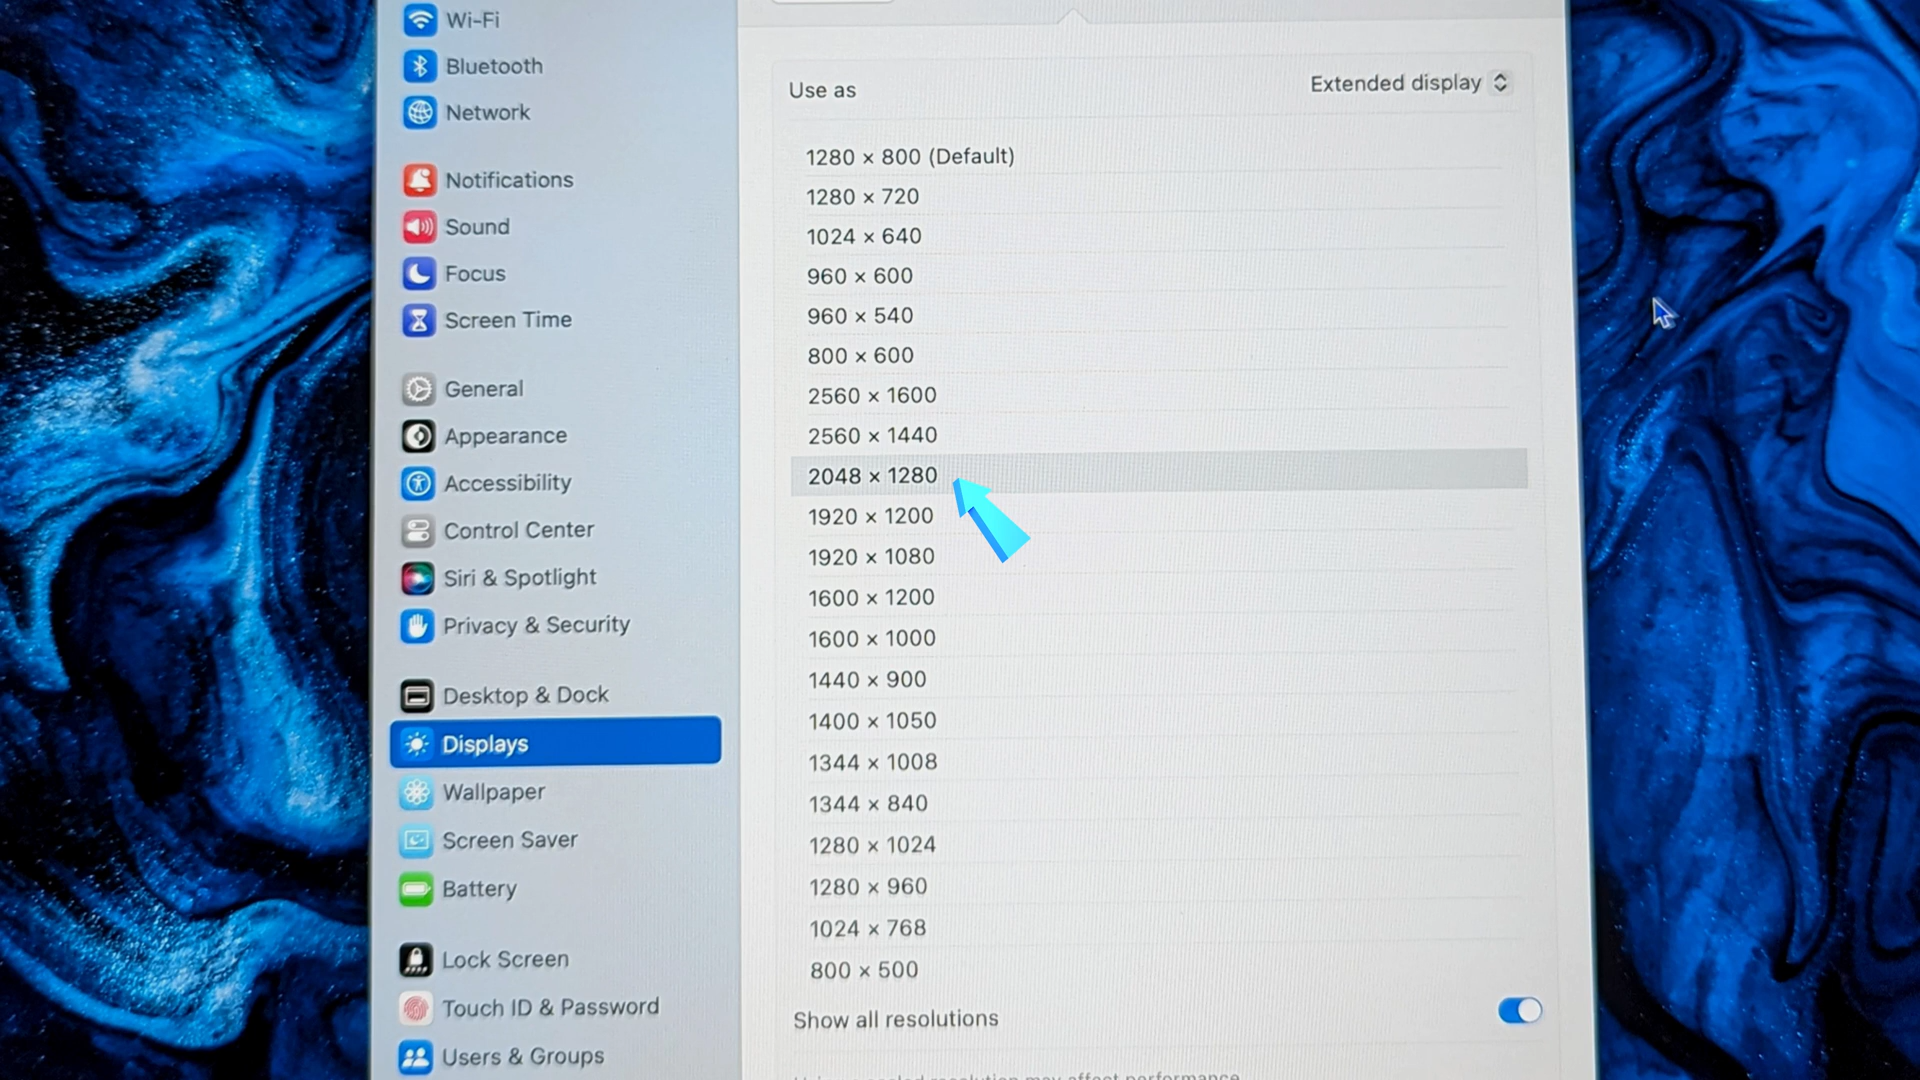 Wi-Fi
Bluetooth
Network
Notifications
Sound
Focus
Screen Time
General
Appearance
Accessibility
Control Center
Siri & Spotlight
Privacy & Security
Desktop & Dock
Displays
Wallpaper
Screen Saver
Battery
Lock Screen
Touch ID & Password
Users & Groups
Use as
Extended display
1280 × 800 (Default)
1280 × 720
1024 × 640
960 × 600
960 × 540
800 × 600
2560 × 1600
2560 × 1440
2048 × 1280
1920 × 1200
1920 × 1080
1600 × 1200
1600 × 1000
1440 × 900
1400 × 1050
1344 × 1008
1344 × 840
1280 × 1024
1280 × 960
1024 × 768
800 × 500
Show all resolutions
resolution may affect performance